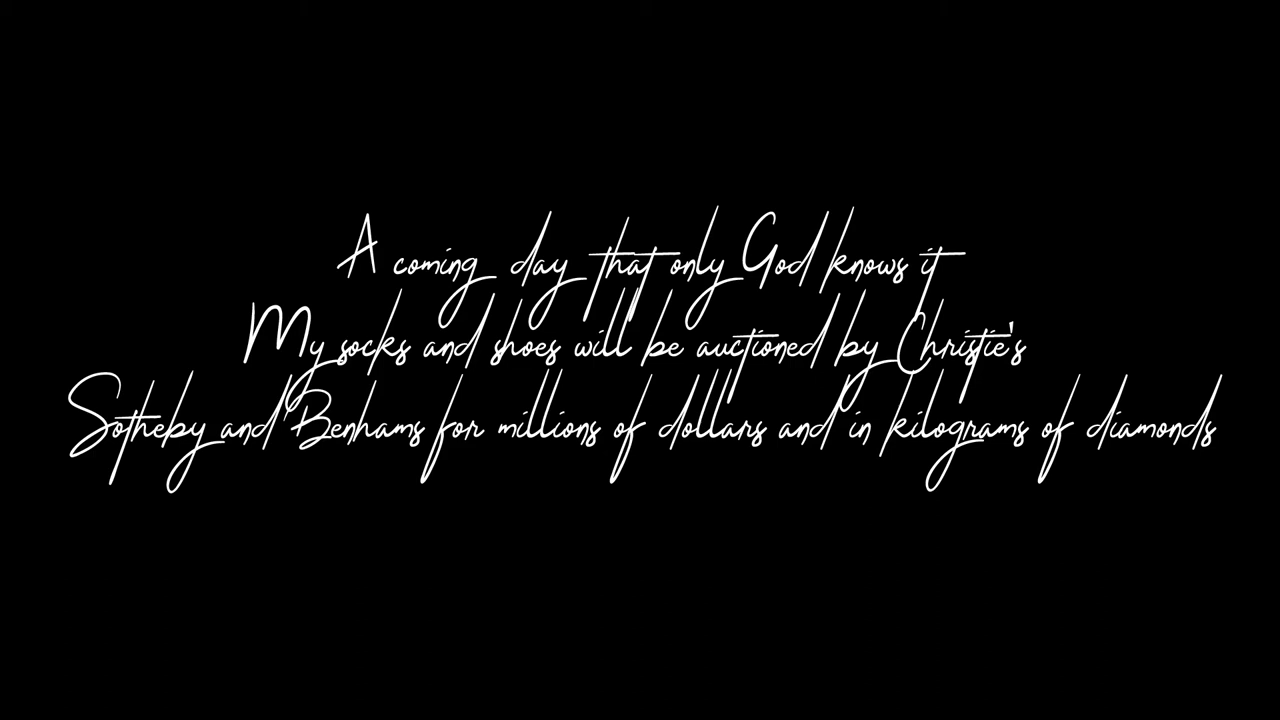 A coming day that only God knows it
My socks and shoes will be auctioned by Christie's
Sotheby and Benhams for millions of dollars and in kilograms of diamonds